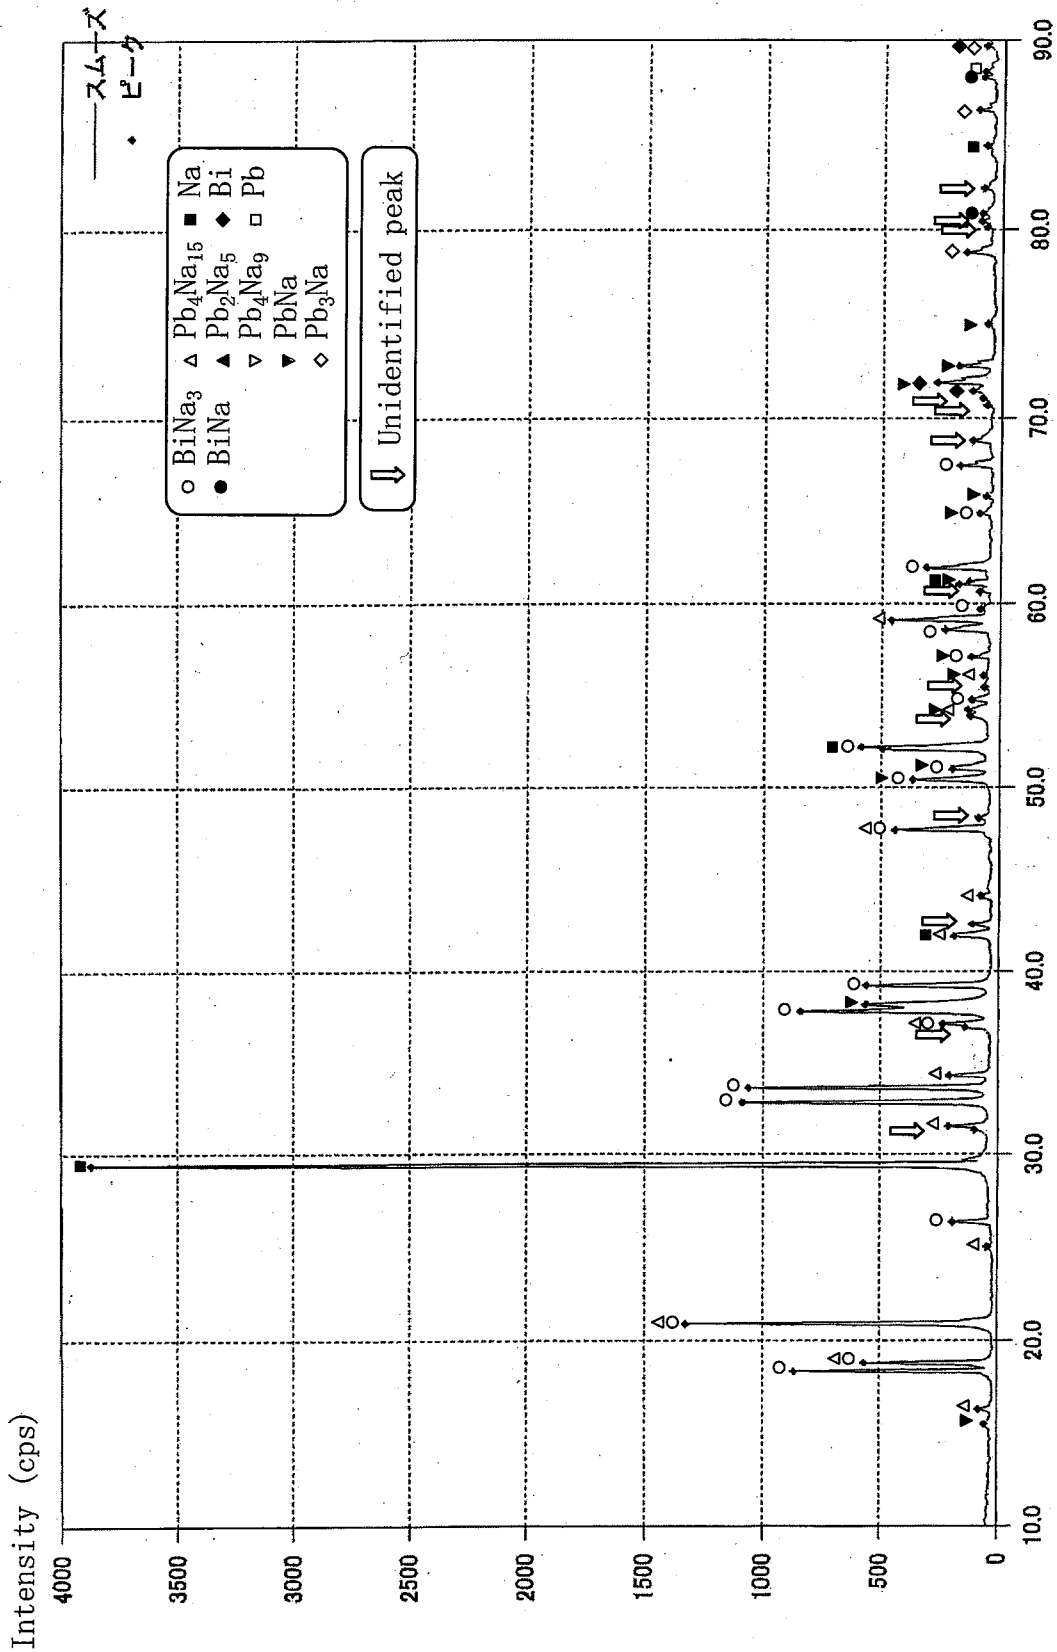 Intensity (cps)
4000
3500
3000
2500
2000
1500
1000
500
0
10.0
20.0
30.0
40.0
50.0
60.0
70.0
80.0
90.0
スムーズ
ピーク
○ BiNa₃ △ Pb₄Na₁₅ ■ Na
● BiNa ▲ Pb₂Na₅ ◆ Bi
▽ Pb₄Na₉ □ Pb
▼ PbNa
◇ Pb₃Na
⇩ Unidentified peak